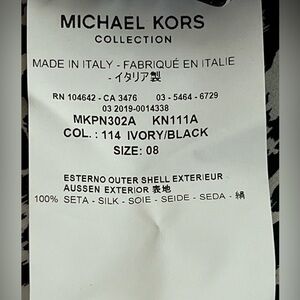 MICHAEL KORS
COLLECTION
MADE IN ITALY - FABRIQUÉ EN ITALIE
- イタリア製
RN 104642 - CA 3476 03 - 5464 - 6729
03 2019-0014338
MKPN302A KN111A
COL. : 114 IVORY/BLACK
SIZE: 08
ESTERNO OUTER SHELL EXTERIEUR
AUSSEN EXTERIOR 表地
100% SETA - SILK - SOIE - SEIDE - SEDA - 絹